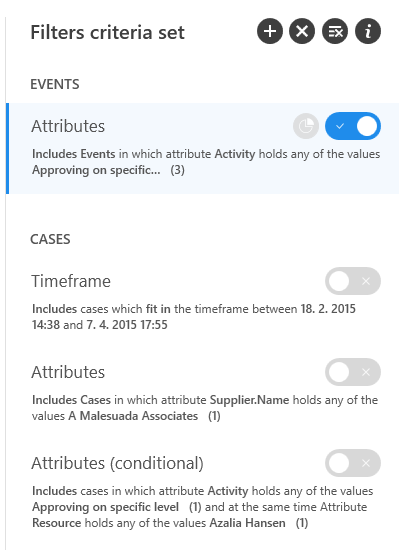 Filters criteria set
EVENTS
Attributes
Includes Events in which attribute Activity holds any of the values
Approving on specific... (3)
CASES
Timeframe
Includes cases which fit in the timeframe between 18. 2. 2015
14:38 and 7. 4. 2015 17:55
Attributes
Includes Cases in which attribute Supplier.Name holds any of the
values A Malesuada Associates (1)
Attributes (conditional)
Includes cases in which attribute Activity holds any of the values
Approving on specific level (1) and at the same time Attribute
Resource holds any of the values Azalia Hansen (1)